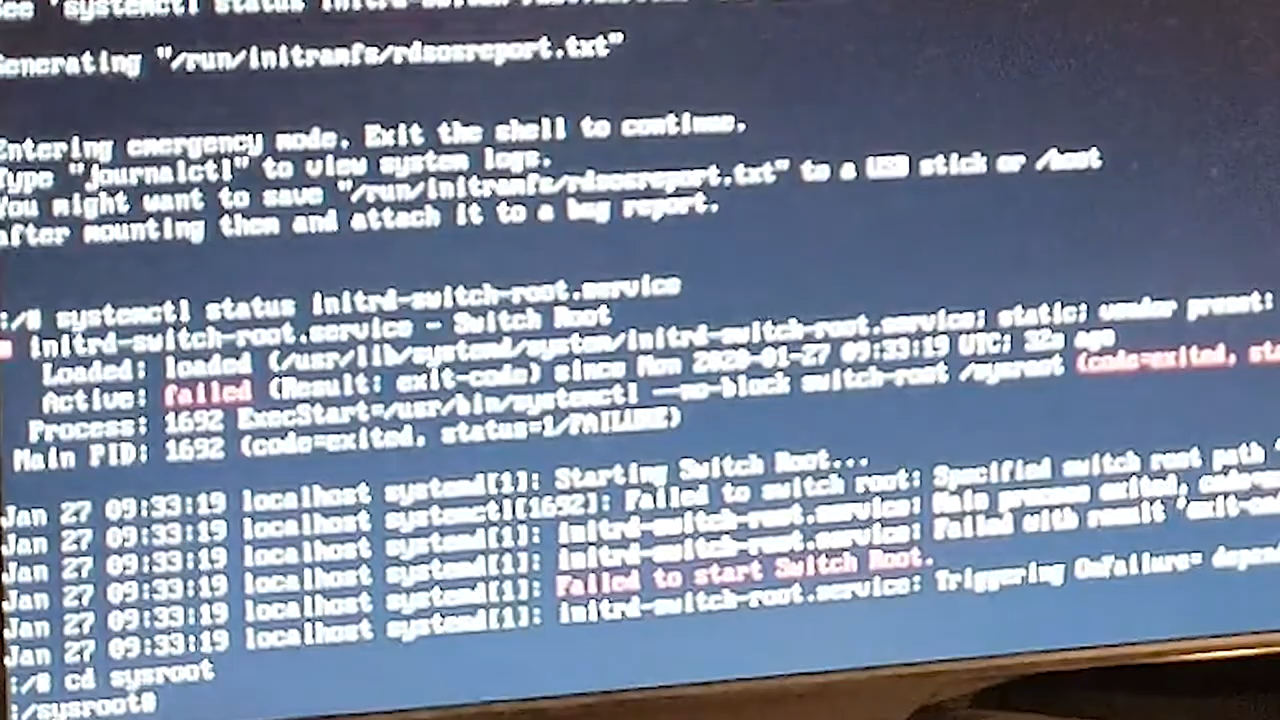 See 'systemctl status initrd-switch-root.service
Generating "/run/initramfs/rdsosreport.txt"
Entering emergency mode. Exit the shell to continue.
Type "journalctl" to view system logs.
You might want to save "/run/initramfs/rdsosreport.txt" to a USB stick or /boot
after mounting them and attach it to a bug report.
:/# systemctl status initrd-switch-root.service
● initrd-switch-root.service - Switch Root
Loaded: loaded (/usr/lib/systemd/system/initrd-switch-root.service; static; vendor preset:
Active: failed (Result: exit-code) since Mon 2020-01-27 09:33:19 UTC; 32s ago
Process: 1692 ExecStart=/usr/bin/systemctl --no-block switch-root /sysroot (code=exited, sta
Main PID: 1692 (code=exited, status=1/FAILURE)
Jan 27 09:33:19 localhost systemd[1]: Starting Switch Root...
Jan 27 09:33:19 localhost systemctl[1692]: Failed to switch root: Specified switch root path '
Jan 27 09:33:19 localhost systemd[1]: initrd-switch-root.service: Main process exited, code=e
Jan 27 09:33:19 localhost systemd[1]: initrd-switch-root.service: Failed with result 'exit-co
Jan 27 09:33:19 localhost systemd[1]: Failed to start Switch Root.
Jan 27 09:33:19 localhost systemd[1]: initrd-switch-root.service: Triggering OnFailure= depend
:/# cd sysroot
:/sysroot#